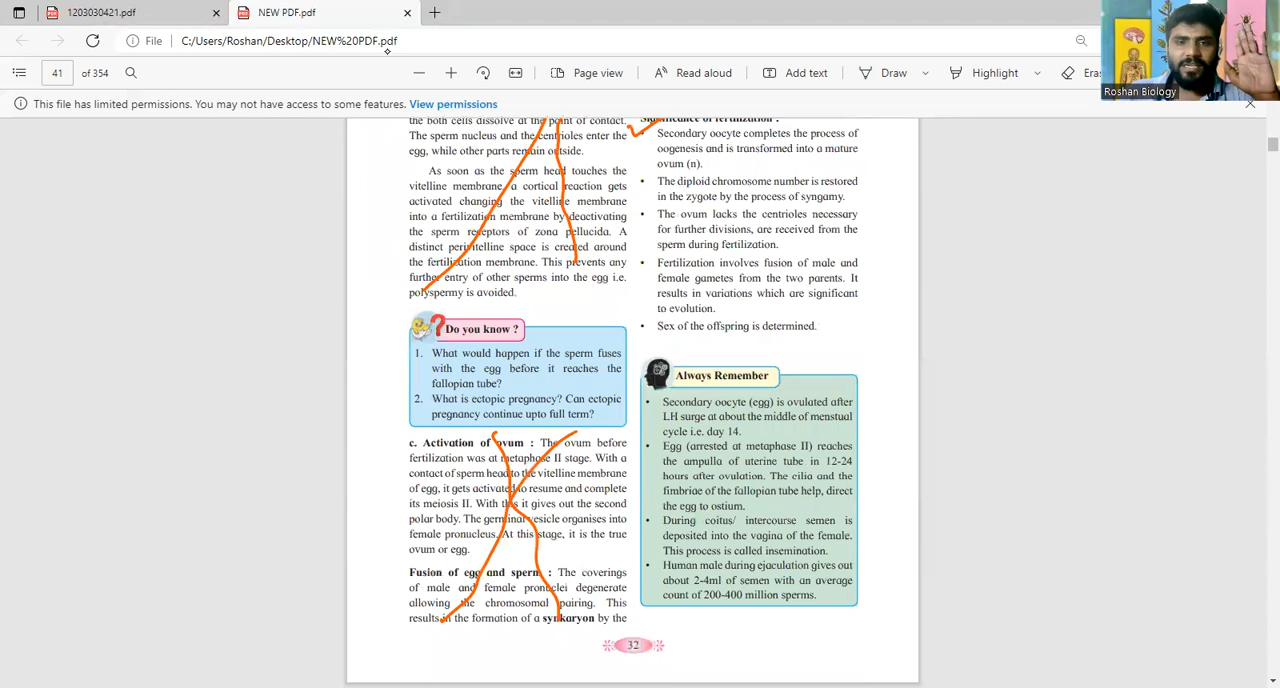 1203030421.pdf
NEW PDF.pdf
File
C:/Users/Roshan/Desktop/NEW%20PDF.pdf
41
of 354
Page view
Read aloud
Add text
Draw
Highlight
Roshan Biology
This file has limited permissions. You may not have access to some features. View permissions
the both cells dissolve at the point of contact.
The sperm nucleus and the centrioles enter the
egg, while other parts remain outside.
As soon as the sperm head touches the
vitelline membrane, a cortical reaction gets
activated changing the vitelline membrane
into a fertilization membrane by deactivating
the sperm receptors of zona pellucida. A
distinct perivitelline space is created around
the fertilization membrane. This prevents any
further entry of other sperms into the egg i.e.
polyspermy is avoided.
Do you know ?
1. What would happen if the sperm fuses
with the egg before it reaches the
fallopian tube?
2. What is ectopic pregnancy? Can ectopic
pregnancy continue upto full term?
c. Activation of ovum : The ovum before
fertilization was at metaphase II stage. With a
contact of sperm head to the vitelline membrane
of egg, it gets activated to resume and complete
its meiosis II. With this it gives out the second
polar body. The germinal vesicle organises into
female pronucleus. At this stage, it is the true
ovum or egg.
Fusion of egg and sperm : The coverings
of male and female pronuclei degenerate
allowing the chromosomal pairing. This
results in the formation of a synkaryon by the
Significance of fertilization :
• Secondary oocyte completes the process of
oogenesis and is transformed into a mature
ovum (n).
• The diploid chromosome number is restored
in the zygote by the process of syngamy.
• The ovum lacks the centrioles necessary
for further divisions, are received from the
sperm during fertilization.
• Fertilization involves fusion of male and
female gametes from the two parents. It
results in variations which are significant
to evolution.
• Sex of the offspring is determined.
Always Remember
• Secondary oocyte (egg) is ovulated after
LH surge at about the middle of menstrual
cycle i.e. day 14.
• Egg (arrested at metaphase II) reaches
the ampulla of uterine tube in 12-24
hours after ovulation. The cilia and the
fimbriae of the fallopian tube help, direct
the egg to ostium.
• During coitus/ intercourse semen is
deposited into the vagina of the female.
This process is called insemination.
• Human male during ejaculation gives out
about 2-4ml of semen with an average
count of 200-400 million sperms.
32